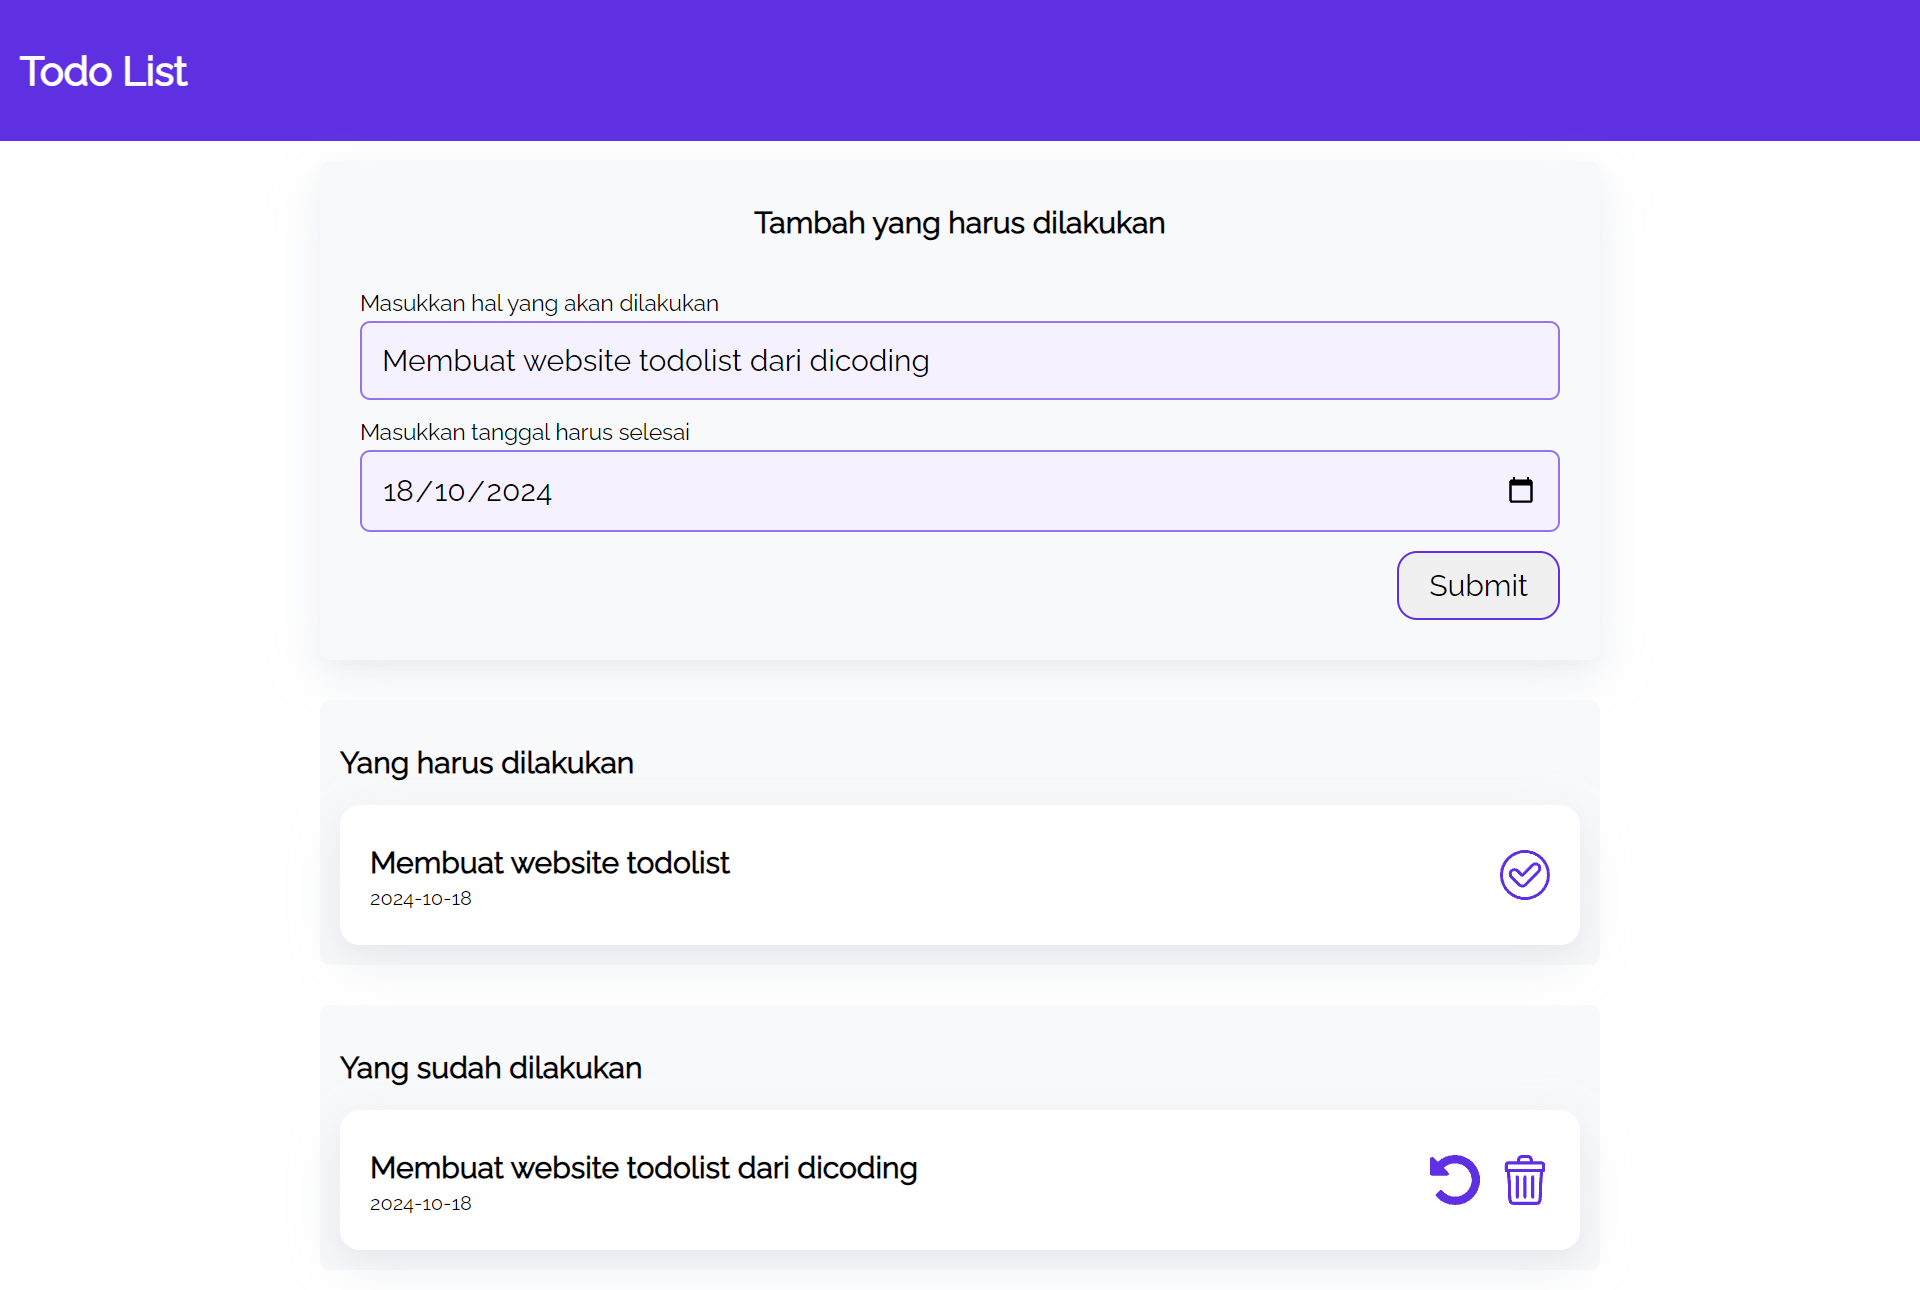 Todo List
Tambah yang harus dilakukan
Masukkan hal yang akan dilakukan
Membuat website todolist dari dicoding
Masukkan tanggal harus selesai
18/10/2024
Submit
Yang harus dilakukan
Membuat website todolist
2024-10-18
Yang sudah dilakukan
Membuat website todolist dari dicoding
2024-10-18